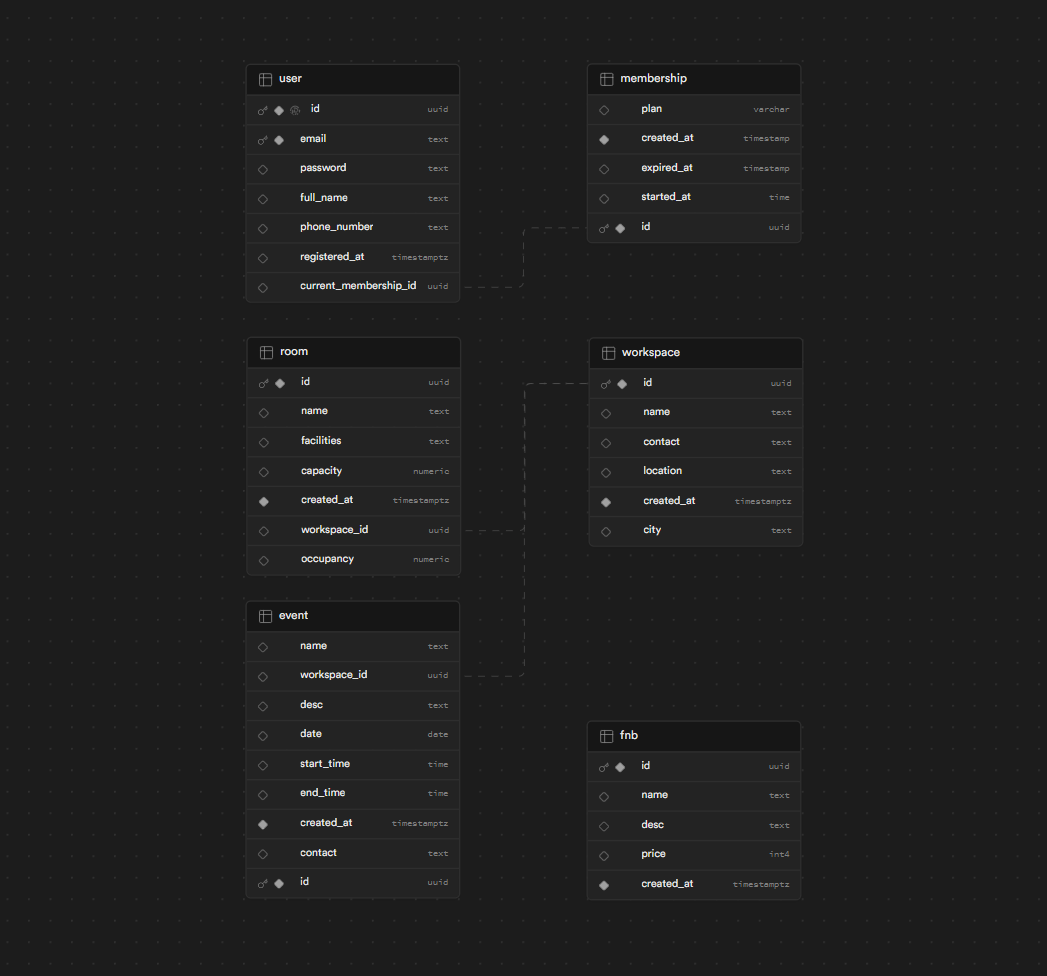 user
id uuid
email text
password text
full_name text
phone_number text
registered_at timestamptz
current_membership_id uuid
membership
plan varchar
created_at timestamp
expired_at timestamp
started_at time
id uuid
room
id uuid
name text
facilities text
capacity numeric
created_at timestamptz
workspace_id uuid
occupancy numeric
workspace
id uuid
name text
contact text
location text
created_at timestamptz
city text
event
name text
workspace_id uuid
desc text
date date
start_time time
end_time time
created_at timestamptz
contact text
id uuid
fnb
id uuid
name text
desc text
price int4
created_at timestamptz